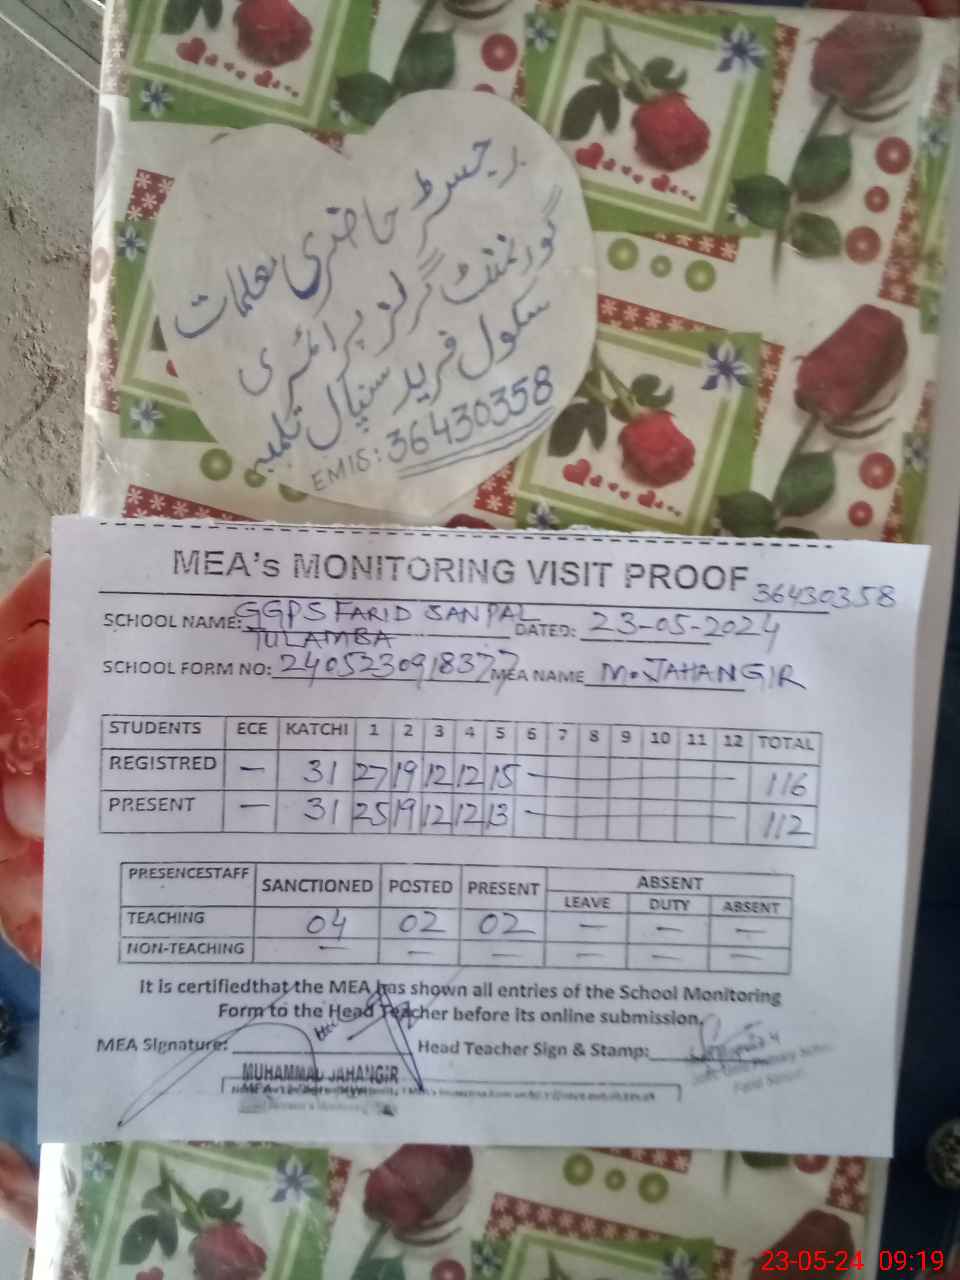 رجسٹر حاضری معلمات
گورنمنٹ گرلز پرائمری
سکول فرید سنپال تلمبہ
EMIS: 36430358
MEA's MONITORING VISIT PROOF 36430358
SCHOOL NAME: GGPS FARID SANPAL TULAMBA DATED: 23-05-2024
SCHOOL FORM NO: 2405230918377 MEA NAME M. JAHANGIR
STUDENTS ECE KATCHI 1 2 3 4 5 6 7 8 9 10 11 12 TOTAL
REGISTRED — 31 27 19 12 12 15 — 116
PRESENT — 31 25 19 12 12 13 — 112
PRESENCESTAFF SANCTIONED POSTED PRESENT ABSENT
LEAVE DUTY ABSENT
TEACHING 04 02 02 — — —
NON-TEACHING — — — — — —
It is certifiedthat the MEA has shown all entries of the School Monitoring
Form to the Head Teacher before its online submission.
MEA Signature: Head Teacher Sign & Stamp:
MUHAMMAD JAHANGIR
23-05-24 09:19